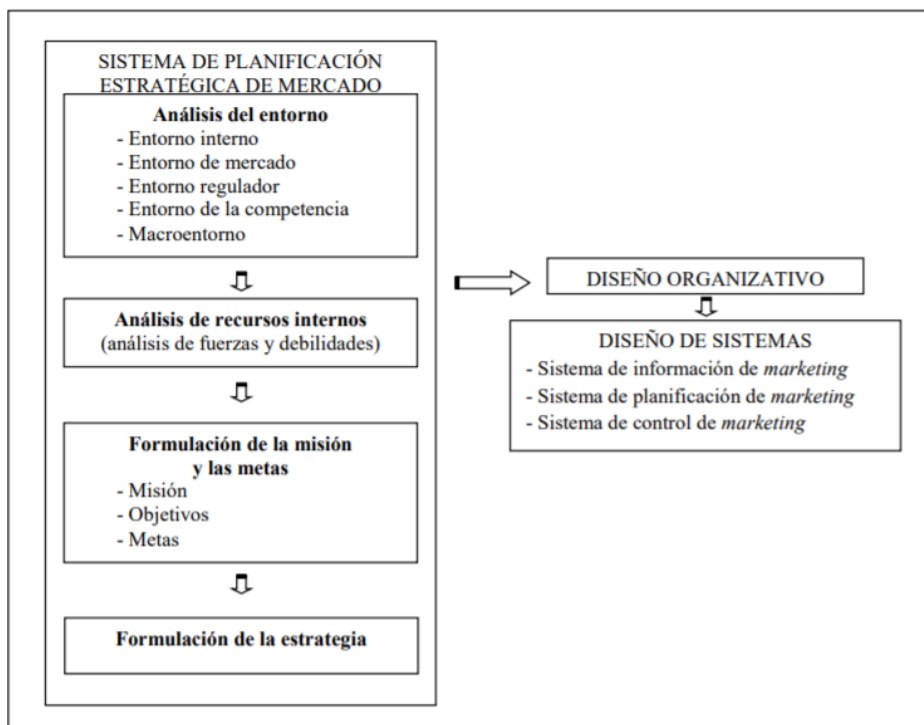 SISTEMA DE PLANIFICACIÓN
ESTRATÉGICA DE MERCADO
Análisis del entorno
- Entorno interno
- Entorno de mercado
- Entorno regulador
- Entorno de la competencia
- Macroentorno
Análisis de recursos internos
(análisis de fuerzas y debilidades)
Formulación de la misión
y las metas
- Misión
- Objetivos
- Metas
Formulación de la estrategia
DISEÑO ORGANIZATIVO
DISEÑO DE SISTEMAS
- Sistema de información de marketing
- Sistema de planificación de marketing
- Sistema de control de marketing